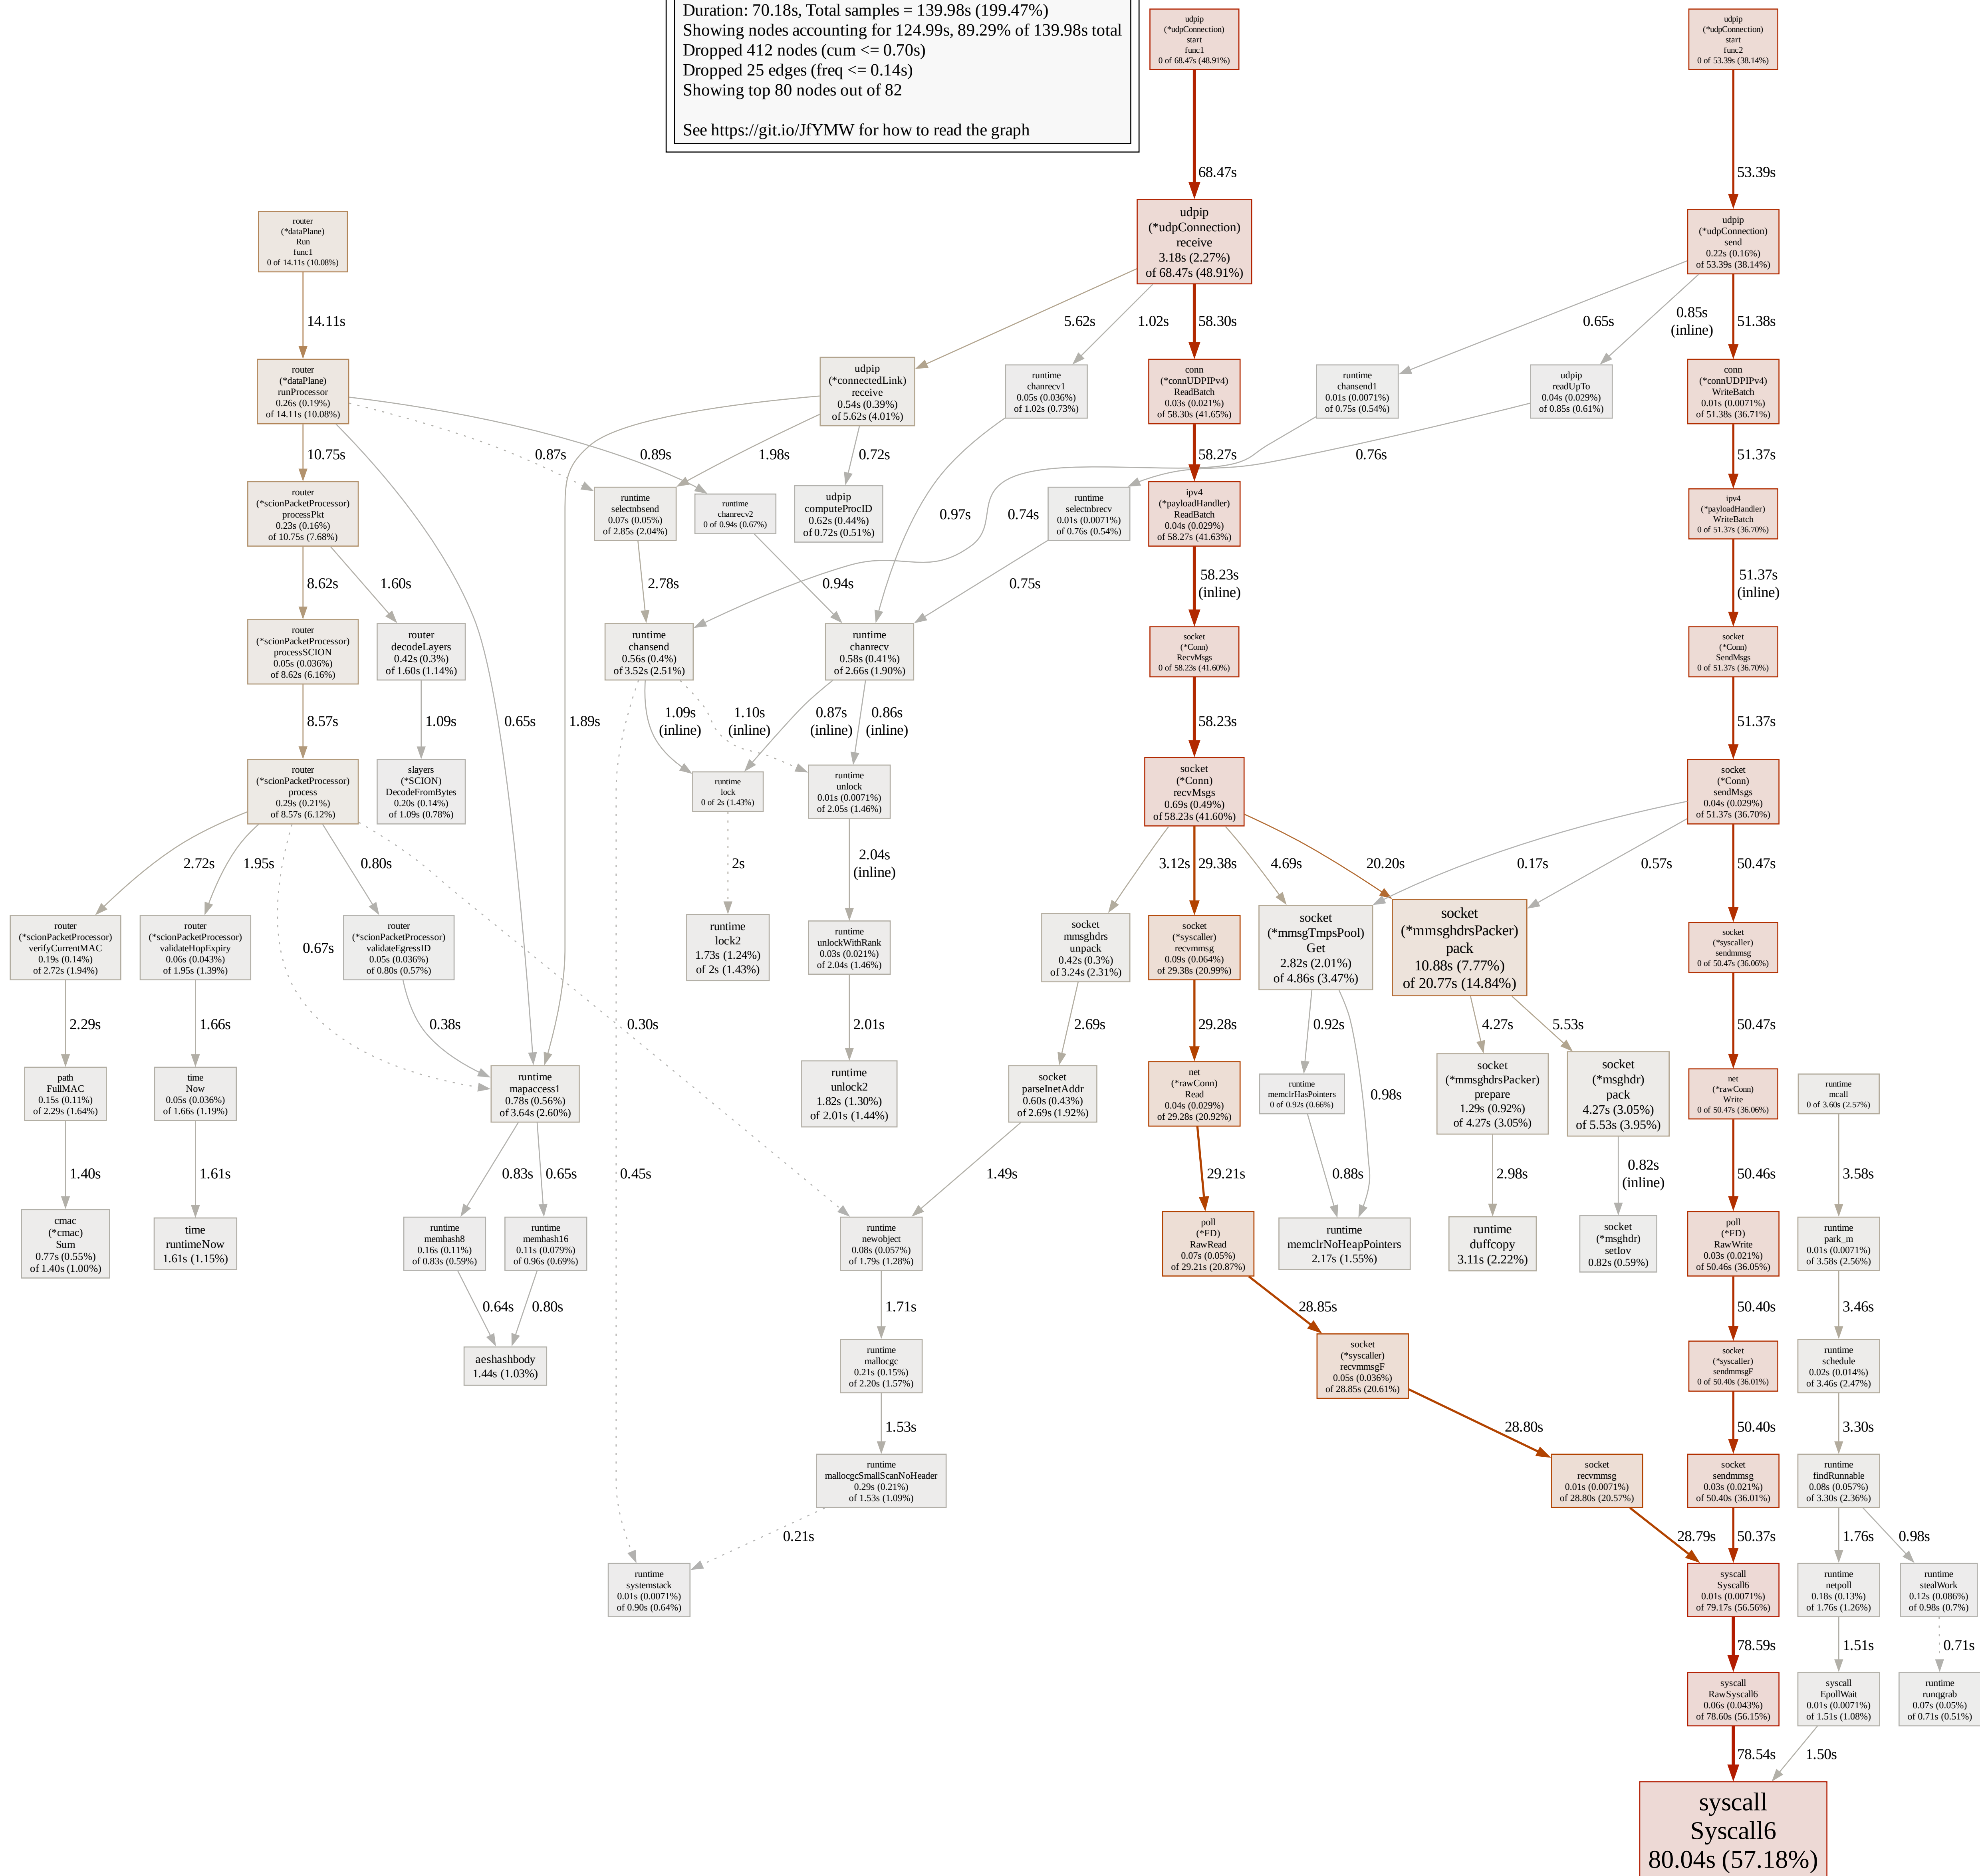 Duration: 70.18s, Total samples = 139.98s (199.47%)
Showing nodes accounting for 124.99s, 89.29% of 139.98s total
Dropped 412 nodes (cum <= 0.70s)
Dropped 25 edges (freq <= 0.14s)
Showing top 80 nodes out of 82
See https://git.io/JfYMW for how to read the graph
udpip
(*udpConnection)
start
func1
0 of 68.47s (48.91%)
udpip
(*udpConnection)
start
func2
0 of 53.39s (38.14%)
68.47s
53.39s
router
(*dataPlane)
Run
func1
0 of 14.11s (10.08%)
udpip
(*udpConnection)
receive
3.18s (2.27%)
of 68.47s (48.91%)
udpip
(*udpConnection)
send
0.22s (0.16%)
of 53.39s (38.14%)
14.11s
5.62s
1.02s
58.30s
0.65s
0.85s
(inline)
51.38s
router
(*dataPlane)
runProcessor
0.26s (0.19%)
of 14.11s (10.08%)
udpip
(*connectedLink)
receive
0.54s (0.39%)
of 5.62s (4.01%)
runtime
chanrecv1
0.05s (0.036%)
of 1.02s (0.73%)
conn
(*connUDPIPv4)
ReadBatch
0.03s (0.021%)
of 58.30s (41.65%)
runtime
chansend1
0.01s (0.0071%)
of 0.75s (0.54%)
udpip
readUpTo
0.04s (0.029%)
of 0.85s (0.61%)
conn
(*connUDPIPv4)
WriteBatch
0.01s (0.0071%)
of 51.38s (36.71%)
10.75s
0.87s
0.89s
1.98s
0.72s
58.27s
0.76s
51.37s
router
(*scionPacketProcessor)
processPkt
0.23s (0.16%)
of 10.75s (7.68%)
runtime
selectnbsend
0.07s (0.05%)
of 2.85s (2.04%)
runtime
chanrecv2
0 of 0.94s (0.67%)
udpip
computeProcID
0.62s (0.44%)
of 0.72s (0.51%)
0.97s
0.74s
runtime
selectnbrecv
0.01s (0.0071%)
of 0.76s (0.54%)
ipv4
(*payloadHandler)
ReadBatch
0.04s (0.029%)
of 58.27s (41.63%)
ipv4
(*payloadHandler)
WriteBatch
0 of 51.37s (36.70%)
8.62s
1.60s
2.78s
0.94s
0.75s
58.23s
(inline)
51.37s
(inline)
router
(*scionPacketProcessor)
processSCION
0.05s (0.036%)
of 8.62s (6.16%)
router
decodeLayers
0.42s (0.3%)
of 1.60s (1.14%)
runtime
chansend
0.56s (0.4%)
of 3.52s (2.51%)
runtime
chanrecv
0.58s (0.41%)
of 2.66s (1.90%)
socket
(*Conn)
RecvMsgs
0 of 58.23s (41.60%)
socket
(*Conn)
SendMsgs
0 of 51.37s (36.70%)
8.57s
1.09s
0.65s
1.89s
1.09s
(inline)
1.10s
(inline)
0.87s
(inline)
0.86s
(inline)
58.23s
51.37s
router
(*scionPacketProcessor)
process
0.29s (0.21%)
of 8.57s (6.12%)
slayers
(*SCION)
DecodeFromBytes
0.20s (0.14%)
of 1.09s (0.78%)
runtime
lock
0 of 2s (1.43%)
runtime
unlock
0.01s (0.0071%)
of 2.05s (1.46%)
socket
(*Conn)
recvMsgs
0.69s (0.49%)
of 58.23s (41.60%)
socket
(*Conn)
sendMsgs
0.04s (0.029%)
of 51.37s (36.70%)
2.72s
1.95s
0.80s
2s
2.04s
(inline)
3.12s
29.38s
4.69s
20.20s
0.17s
0.57s
50.47s
router
(*scionPacketProcessor)
verifyCurrentMAC
0.19s (0.14%)
of 2.72s (1.94%)
router
(*scionPacketProcessor)
validateHopExpiry
0.06s (0.043%)
of 1.95s (1.39%)
0.67s
router
(*scionPacketProcessor)
validateEgressID
0.05s (0.036%)
of 0.80s (0.57%)
runtime
lock2
1.73s (1.24%)
of 2s (1.43%)
runtime
unlockWithRank
0.03s (0.021%)
of 2.04s (1.46%)
socket
mmsghdrs
unpack
0.42s (0.3%)
of 3.24s (2.31%)
socket
(*syscaller)
recvmmsg
0.09s (0.064%)
of 29.38s (20.99%)
socket
(*mmsgTmpsPool)
Get
2.82s (2.01%)
of 4.86s (3.47%)
socket
(*mmsghdrsPacker)
pack
10.88s (7.77%)
of 20.77s (14.84%)
socket
(*syscaller)
sendmmsg
0 of 50.47s (36.06%)
2.29s
1.66s
0.38s
0.30s
2.01s
2.69s
29.28s
0.92s
4.27s
5.53s
50.47s
path
FullMAC
0.15s (0.11%)
of 2.29s (1.64%)
time
Now
0.05s (0.036%)
of 1.66s (1.19%)
runtime
mapaccess1
0.78s (0.56%)
of 3.64s (2.60%)
runtime
unlock2
1.82s (1.30%)
of 2.01s (1.44%)
socket
parseInetAddr
0.60s (0.43%)
of 2.69s (1.92%)
net
(*rawConn)
Read
0.04s (0.029%)
of 29.28s (20.92%)
runtime
memclrHasPointers
0 of 0.92s (0.66%)
0.98s
socket
(*mmsghdrsPacker)
prepare
1.29s (0.92%)
of 4.27s (3.05%)
socket
(*msghdr)
pack
4.27s (3.05%)
of 5.53s (3.95%)
net
(*rawConn)
Write
0 of 50.47s (36.06%)
runtime
mcall
0 of 3.60s (2.57%)
1.40s
1.61s
0.83s
0.65s
0.45s
1.49s
29.21s
0.88s
2.98s
0.82s
(inline)
50.46s
3.58s
cmac
(*cmac)
Sum
0.77s (0.55%)
of 1.40s (1.00%)
time
runtimeNow
1.61s (1.15%)
runtime
memhash8
0.16s (0.11%)
of 0.83s (0.59%)
runtime
memhash16
0.11s (0.079%)
of 0.96s (0.69%)
runtime
newobject
0.08s (0.057%)
of 1.79s (1.28%)
poll
(*FD)
RawRead
0.07s (0.05%)
of 29.21s (20.87%)
runtime
memclrNoHeapPointers
2.17s (1.55%)
runtime
duffcopy
3.11s (2.22%)
socket
(*msghdr)
setIov
0.82s (0.59%)
poll
(*FD)
RawWrite
0.03s (0.021%)
of 50.46s (36.05%)
runtime
park_m
0.01s (0.0071%)
of 3.58s (2.56%)
0.64s
0.80s
1.71s
28.85s
50.40s
3.46s
aeshashbody
1.44s (1.03%)
runtime
mallocgc
0.21s (0.15%)
of 2.20s (1.57%)
socket
(*syscaller)
recvmmsgF
0.05s (0.036%)
of 28.85s (20.61%)
socket
(*syscaller)
sendmmsgF
0 of 50.40s (36.01%)
runtime
schedule
0.02s (0.014%)
of 3.46s (2.47%)
1.53s
28.80s
50.40s
3.30s
runtime
mallocgcSmallScanNoHeader
0.29s (0.21%)
of 1.53s (1.09%)
socket
recvmmsg
0.01s (0.0071%)
of 28.80s (20.57%)
socket
sendmmsg
0.03s (0.021%)
of 50.40s (36.01%)
runtime
findRunnable
0.08s (0.057%)
of 3.30s (2.36%)
0.21s
28.79s
50.37s
1.76s
0.98s
runtime
systemstack
0.01s (0.0071%)
of 0.90s (0.64%)
syscall
Syscall6
0.01s (0.0071%)
of 79.17s (56.56%)
runtime
netpoll
0.18s (0.13%)
of 1.76s (1.26%)
runtime
stealWork
0.12s (0.086%)
of 0.98s (0.7%)
78.59s
1.51s
0.71s
syscall
RawSyscall6
0.06s (0.043%)
of 78.60s (56.15%)
syscall
EpollWait
0.01s (0.0071%)
of 1.51s (1.08%)
runtime
runqgrab
0.07s (0.05%)
of 0.71s (0.51%)
78.54s
1.50s
syscall
Syscall6
80.04s (57.18%)